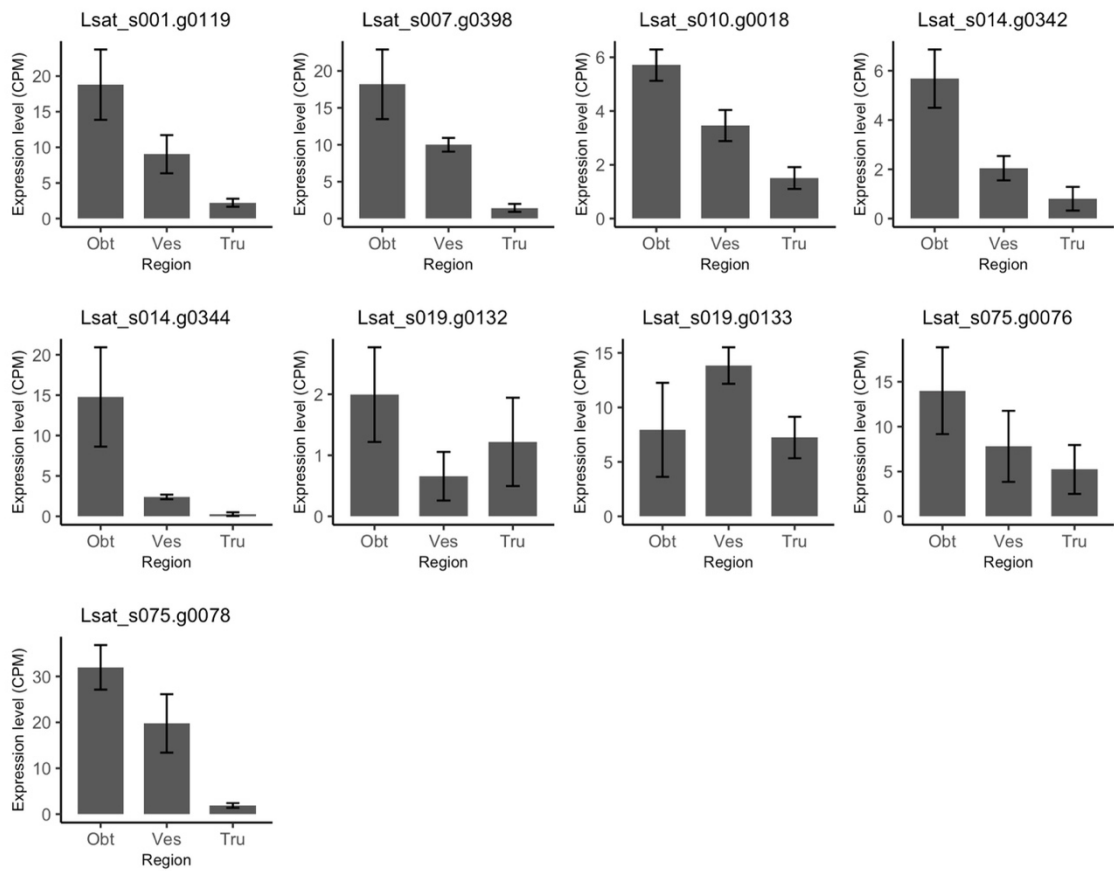 Lsat_s001.g0119
Expression level (CPM)
20
15
10
5
0
Obt Ves Tru
Region
Lsat_s007.g0398
Expression level (CPM)
20
15
10
5
0
Obt Ves Tru
Region
Lsat_s010.g0018
Expression level (CPM)
6
4
2
0
Obt Ves Tru
Region
Lsat_s014.g0342
Expression level (CPM)
6
4
2
0
Obt Ves Tru
Region
Lsat_s014.g0344
Expression level (CPM)
20
15
10
5
0
Obt Ves Tru
Region
Lsat_s019.g0132
Expression level (CPM)
2
1
0
Obt Ves Tru
Region
Lsat_s019.g0133
Expression level (CPM)
15
10
5
0
Obt Ves Tru
Region
Lsat_s075.g0076
Expression level (CPM)
15
10
5
0
Obt Ves Tru
Region
Lsat_s075.g0078
Expression level (CPM)
30
20
10
0
Obt Ves Tru
Region